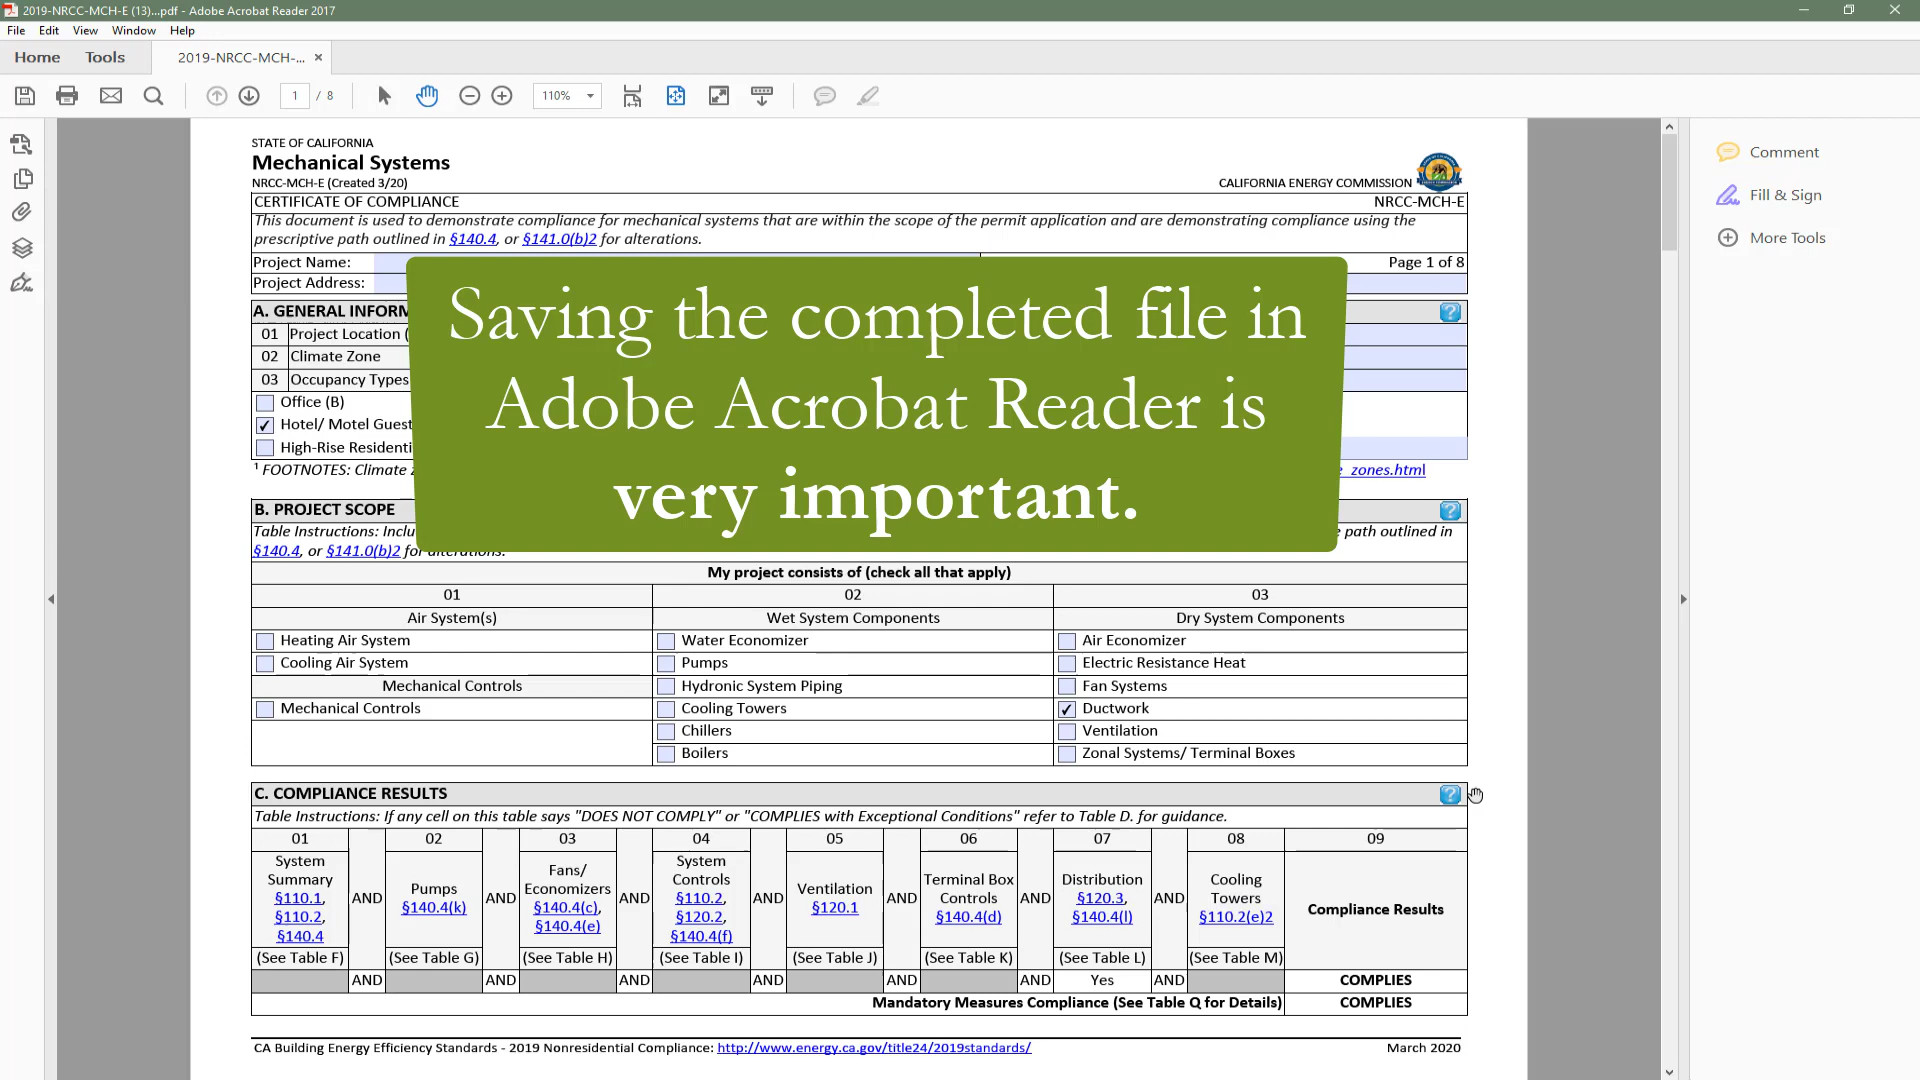 2019-NRCC-MCH-E (13)...pdf - Adobe Acrobat Reader 2017
File Edit View Window Help
Home Tools 2019-NRCC-MCH-... ×
1 / 8 110%
Comment
Fill & Sign
More Tools
STATE OF CALIFORNIA
Mechanical Systems
NRCC-MCH-E (Created 3/20) CALIFORNIA ENERGY COMMISSION
CERTIFICATE OF COMPLIANCE NRCC-MCH-E
This document is used to demonstrate compliance for mechanical systems that are within the scope of the permit application and are demonstrating compliance using the
prescriptive path outlined in §140.4, or §141.0(b)2 for alterations.
Project Name: Page 1 of 8
Project Address:
Saving the completed file in
Adobe Acrobat Reader is
very important.
A. GENERAL INFORM
01 Project Location (
02 Climate Zone
03 Occupancy Types
Office (B)
Hotel/ Motel Guest
High-Rise Residenti
¹ FOOTNOTES: Climate z zones.html
B. PROJECT SCOPE
Table Instructions: Inclu path outlined in
§140.4, or §141.0(b)2 for alterations.
My project consists of (check all that apply)
01 02 03
Air System(s) Wet System Components Dry System Components
Heating Air System Water Economizer Air Economizer
Cooling Air System Pumps Electric Resistance Heat
Mechanical Controls Hydronic System Piping Fan Systems
Mechanical Controls Cooling Towers Ductwork
Chillers Ventilation
Boilers Zonal Systems/ Terminal Boxes
C. COMPLIANCE RESULTS
Table Instructions: If any cell on this table says "DOES NOT COMPLY" or "COMPLIES with Exceptional Conditions" refer to Table D. for guidance.
01 02 03 04 05 06 07 08 09
System Summary §110.1, §110.2, §140.4 AND Pumps §140.4(k) AND Fans/ Economizers §140.4(c), §140.4(e) AND System Controls §110.2, §120.2, §140.4(f) AND Ventilation §120.1 AND Terminal Box Controls §140.4(d) AND Distribution §120.3, §140.4(l) AND Cooling Towers §110.2(e)2 Compliance Results
(See Table F) (See Table G) (See Table H) (See Table I) (See Table J) (See Table K) (See Table L) (See Table M)
AND AND AND AND AND AND Yes AND COMPLIES
Mandatory Measures Compliance (See Table Q for Details) COMPLIES
CA Building Energy Efficiency Standards - 2019 Nonresidential Compliance: http://www.energy.ca.gov/title24/2019standards/ March 2020